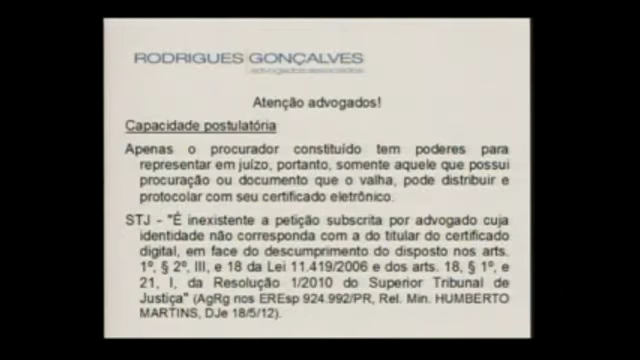 RODRIGUES GONÇALVES
advogados associados
Atenção advogados!
Capacidade postulatória
Apenas o procurador constituído tem poderes para
representar em juízo, portanto, somente aquele que possui
procuração ou documento que o valha, pode distribuir e
protocolar com seu certificado eletrônico.
STJ - "É inexistente a petição subscrita por advogado cuja
identidade não corresponda com a do titular do certificado
digital, em face do descumprimento do disposto nos arts.
1º, § 2º, III, e 18 da Lei 11.419/2006 e dos arts. 18, § 1º, e
21, I, da Resolução 1/2010 do Superior Tribunal de
Justiça" (AgRg nos EREsp 924.992/PR, Rel. Min. HUMBERTO
MARTINS, DJe 18/5/12).